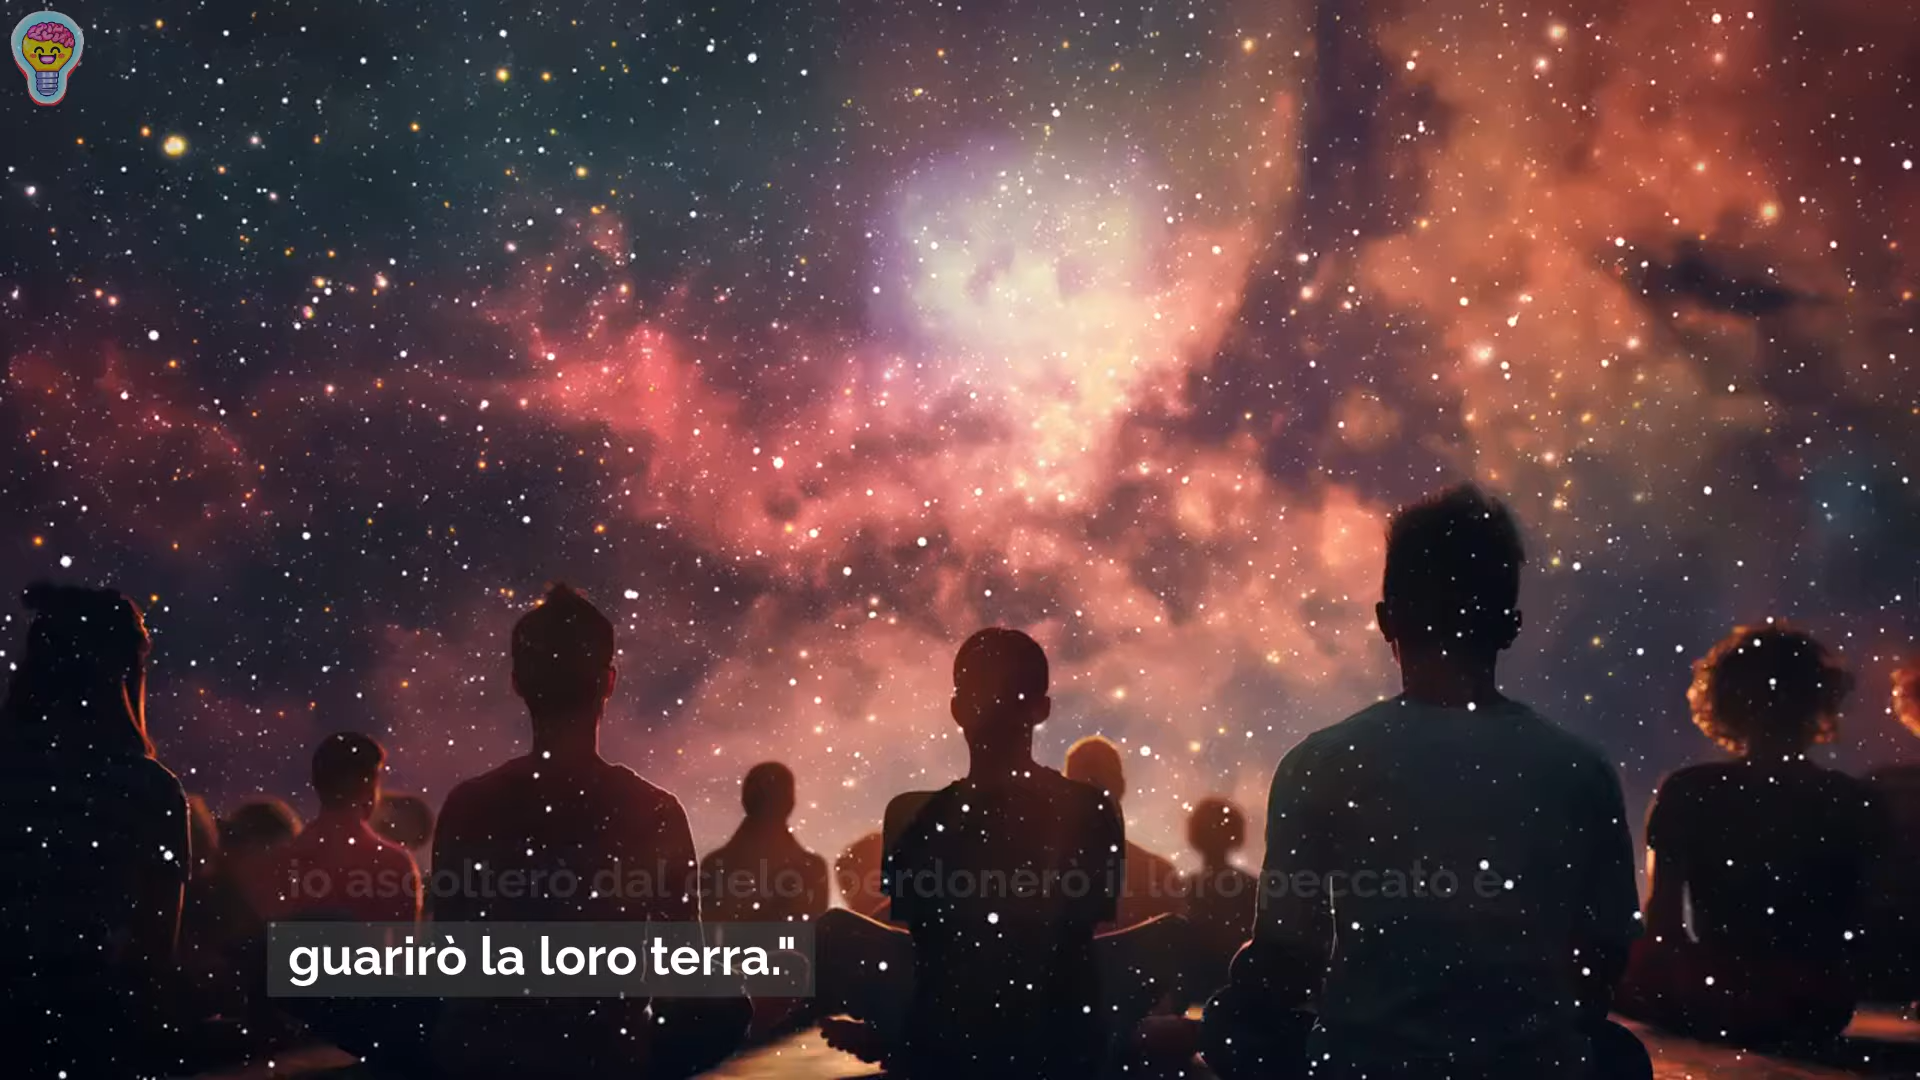 io ascolterò dal cielo, perdonerò il loro peccato e
guarirò la loro terra."